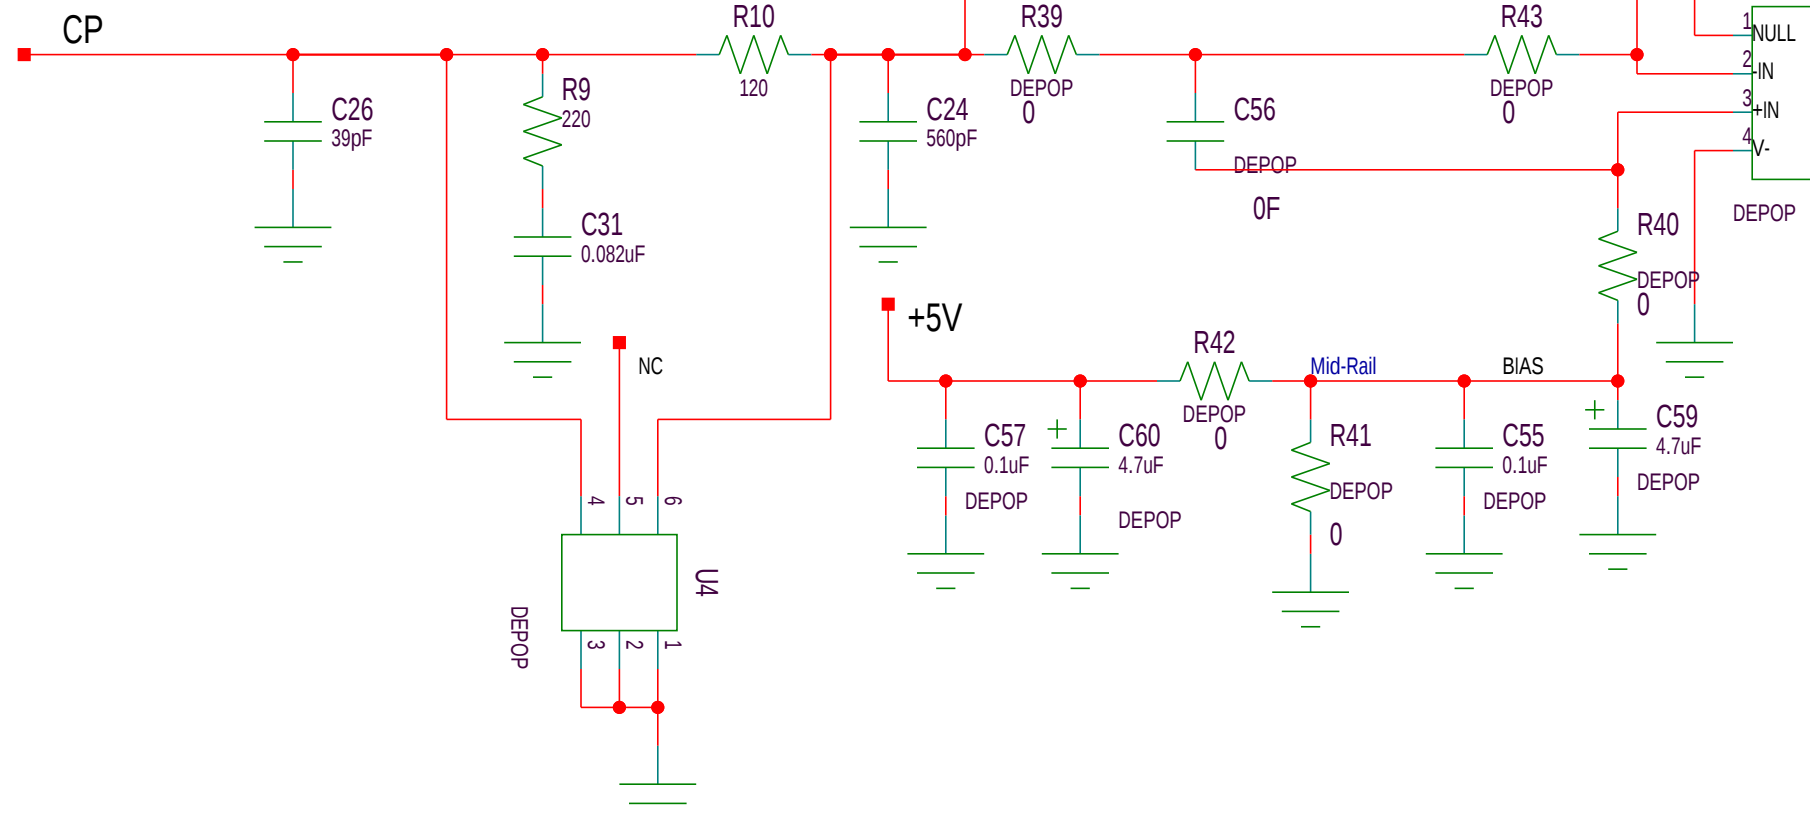 CP
R10
120
R39
DEPOP
0
R43
DEPOP
0
1
NULL
2
-IN
3
+IN
4
V-
DEPOP
C26
39pF
R9
220
C31
0.082uF
C24
560pF
C56
DEPOP
0F
R40
DEPOP
0
+5V
NC
R42
DEPOP
0
Mid-Rail
BIAS
C57
0.1uF
DEPOP
C60
4.7uF
DEPOP
R41
DEPOP
0
C55
0.1uF
DEPOP
C59
4.7uF
DEPOP
4
5
6
U4
DEPOP
3
2
1